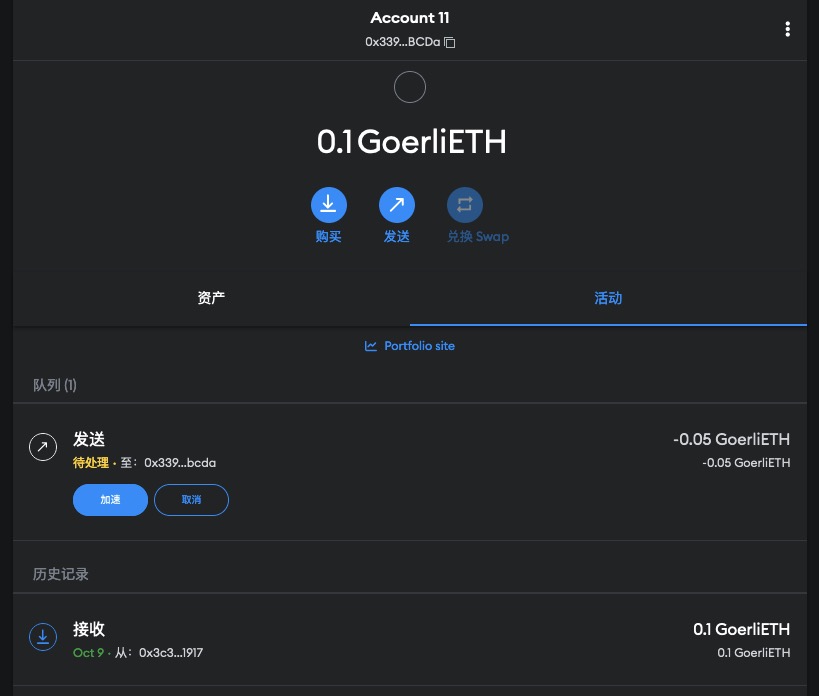 Account 11
0x339...BCDa
0.1 GoerliETH
购买
发送
兑换 Swap
资产
活动
Portfolio site
队列 (1)
发送
-0.05 GoerliETH
待处理 · 至：0x339...bcda
-0.05 GoerliETH
加速
取消
历史记录
接收
0.1 GoerliETH
Oct 9 · 从：0x3c3...1917
0.1 GoerliETH